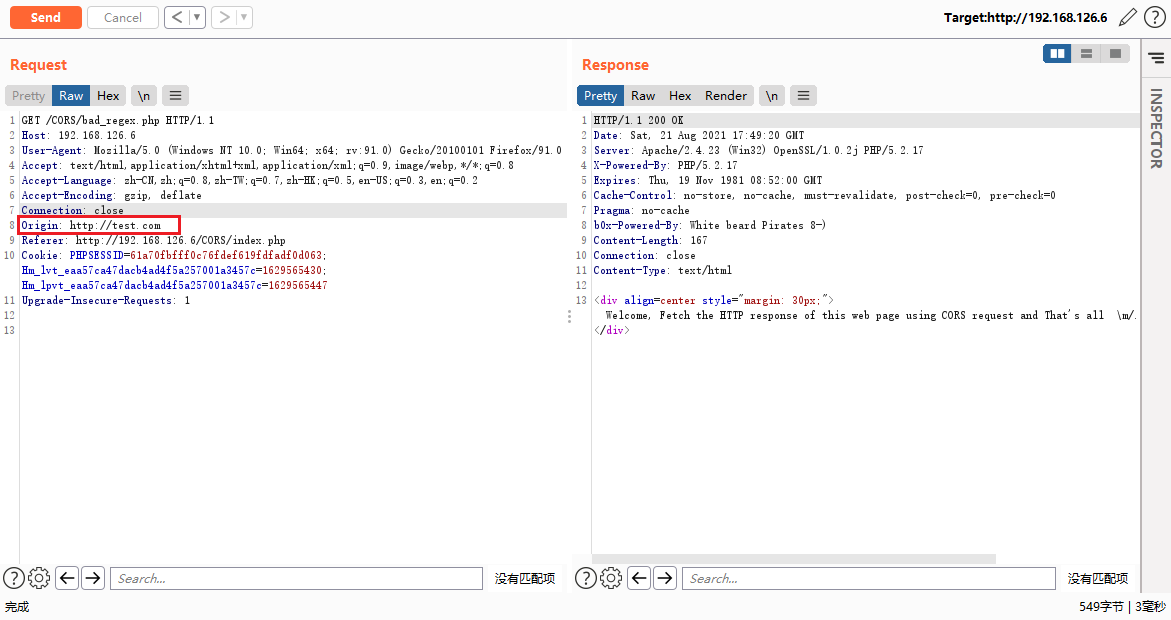 Send Cancel < ▼ > ▼ Target:http://192.168.126.6 ?
Request
Pretty Raw Hex \n
1 GET /CORS/bad_regex.php HTTP/1.1
2 Host: 192.168.126.6
3 User-Agent: Mozilla/5.0 (Windows NT 10.0; Win64; x64; rv:91.0) Gecko/20100101 Firefox/91.0
4 Accept: text/html,application/xhtml+xml,application/xml;q=0.9,image/webp,*/*;q=0.8
5 Accept-Language: zh-CN,zh;q=0.8,zh-TW;q=0.7,zh-HK;q=0.5,en-US;q=0.3,en;q=0.2
6 Accept-Encoding: gzip, deflate
7 Connection: close
8 Origin: http://test.com
9 Referer: http://192.168.126.6/CORS/index.php
10 Cookie: PHPSESSID=61a70fbfff0c76fdef619fdfadf0d063;
Hm_lvt_eaa57ca47dacb4ad4f5a257001a3457c=1629565430;
Hm_lpvt_eaa57ca47dacb4ad4f5a257001a3457c=1629565447
11 Upgrade-Insecure-Requests: 1
12
13
? Search... 没有匹配项
Response
Pretty Raw Hex Render \n
1 HTTP/1.1 200 OK
2 Date: Sat, 21 Aug 2021 17:49:20 GMT
3 Server: Apache/2.4.23 (Win32) OpenSSL/1.0.2j PHP/5.2.17
4 X-Powered-By: PHP/5.2.17
5 Expires: Thu, 19 Nov 1981 08:52:00 GMT
6 Cache-Control: no-store, no-cache, must-revalidate, post-check=0, pre-check=0
7 Pragma: no-cache
8 b0x-Powered-By: White beard Pirates 8-)
9 Content-Length: 167
10 Connection: close
11 Content-Type: text/html
12
13 <div align=center style="margin: 30px;">
Welcome, Fetch the HTTP response of this web page using CORS request and That's all \m/.
</div>
? Search... 没有匹配项
INSPECTOR
完成 549字节 | 3毫秒